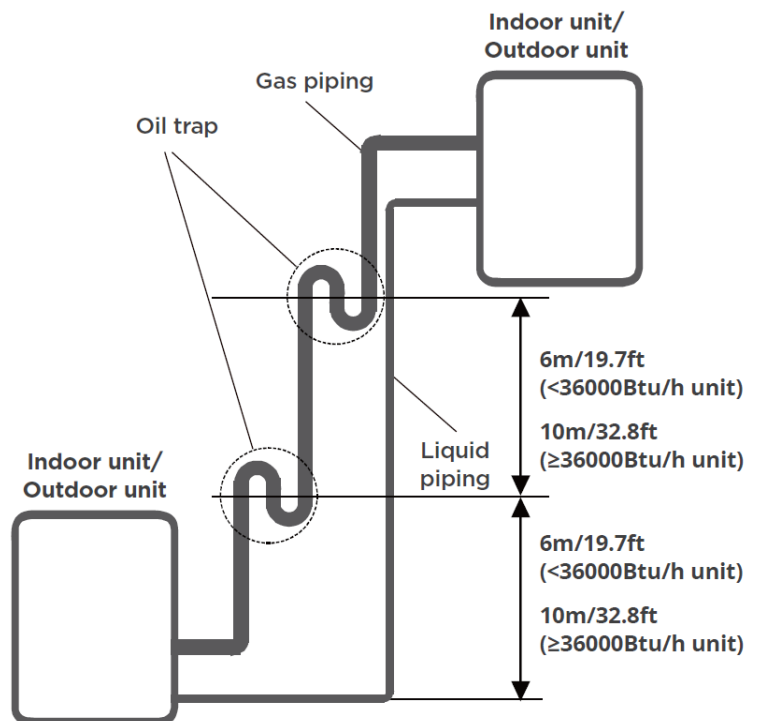 Indoor unit/
Outdoor unit
Gas piping
Oil trap
6m/19.7ft
(<36000Btu/h unit)
10m/32.8ft
(≥36000Btu/h unit)
Liquid
piping
Indoor unit/
Outdoor unit
6m/19.7ft
(<36000Btu/h unit)
10m/32.8ft
(≥36000Btu/h unit)